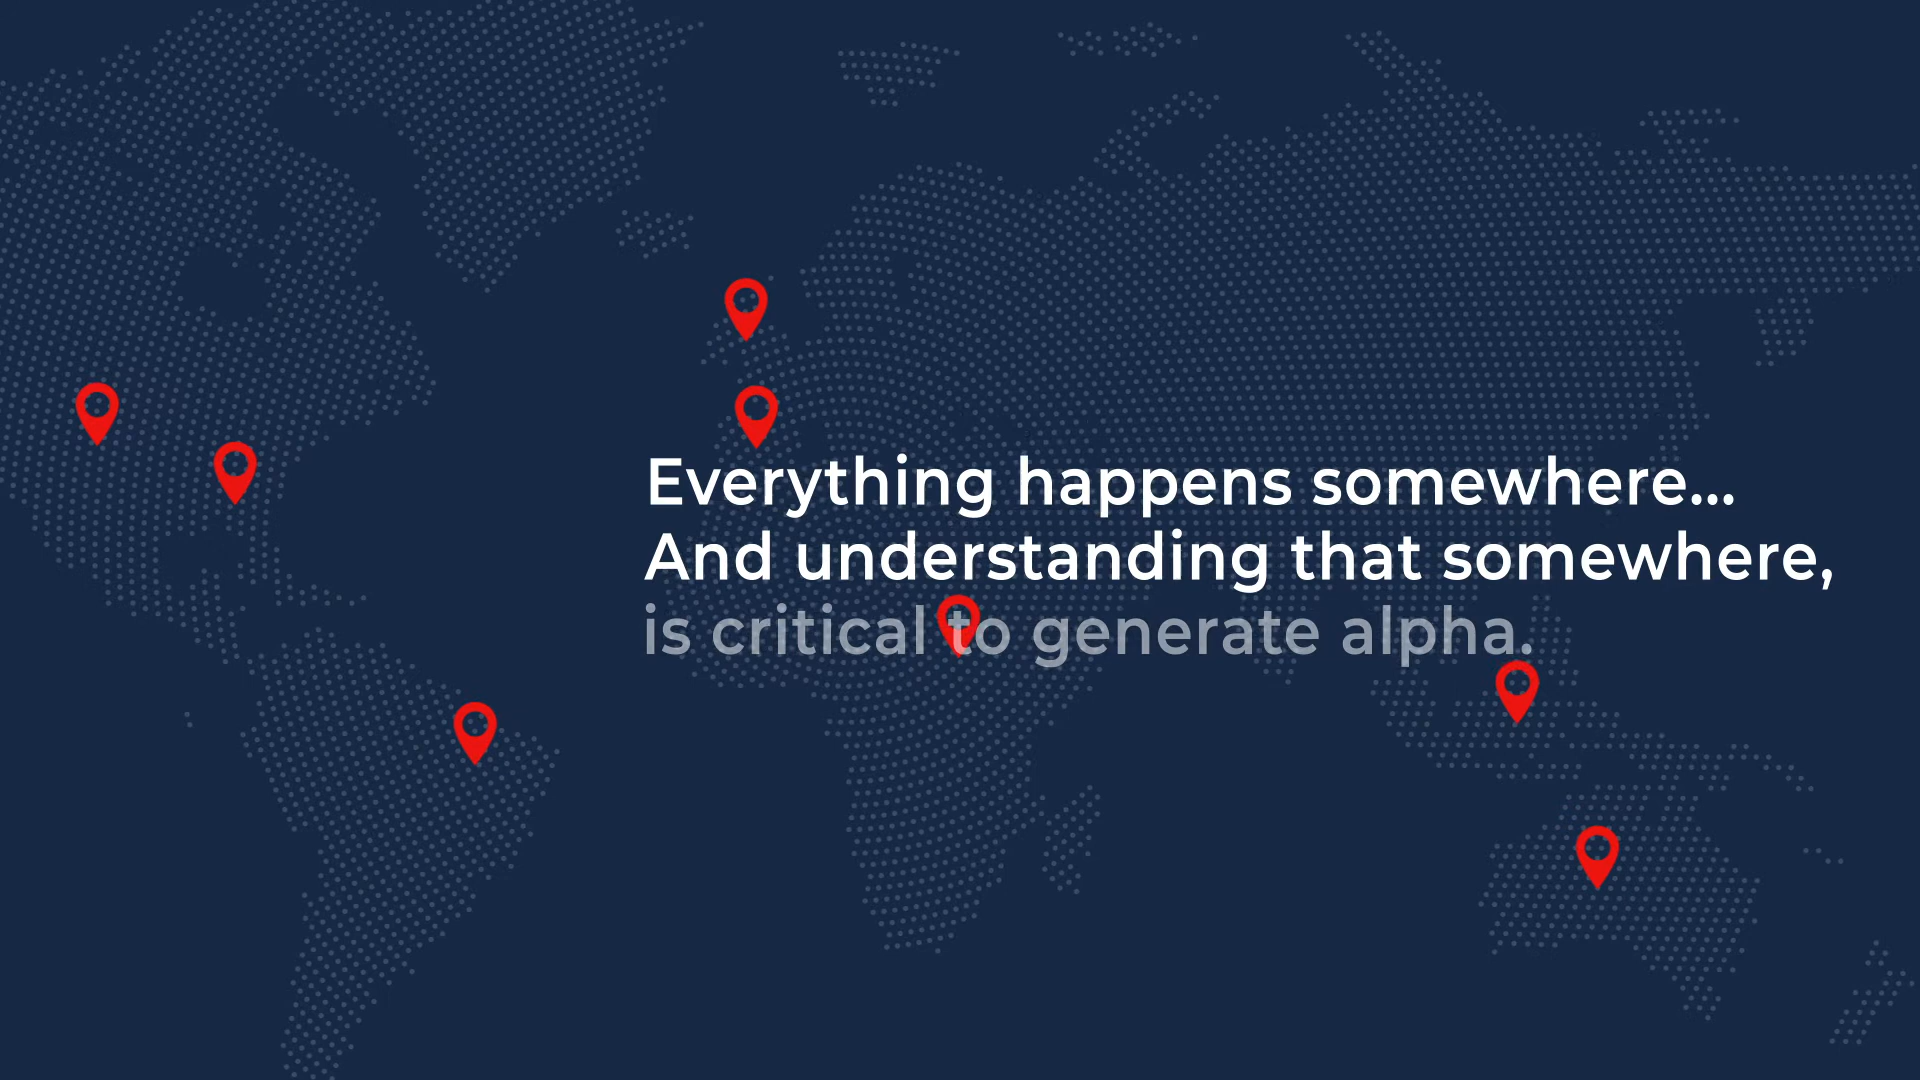 Everything happens somewhere...
And understanding that somewhere,
is critical to generate alpha.